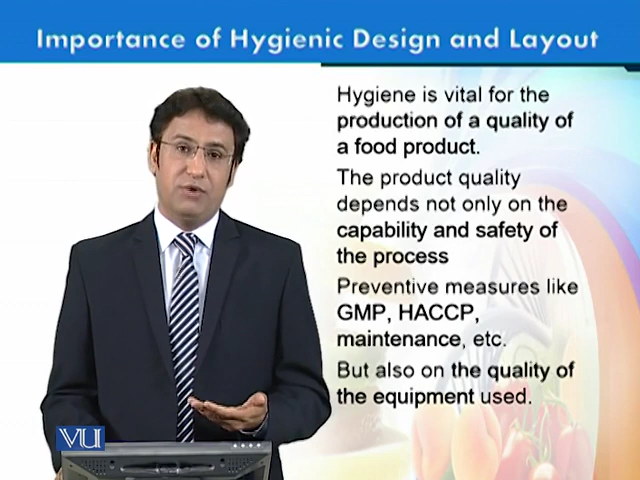 Importance of Hygienic Design and Layout
Hygiene is vital for the
production of a quality of
a food product.
The product quality
depends not only on the
capability and safety of
the process
Preventive measures like
GMP, HACCP,
maintenance, etc.
But also on the quality of
the equipment used.
VU